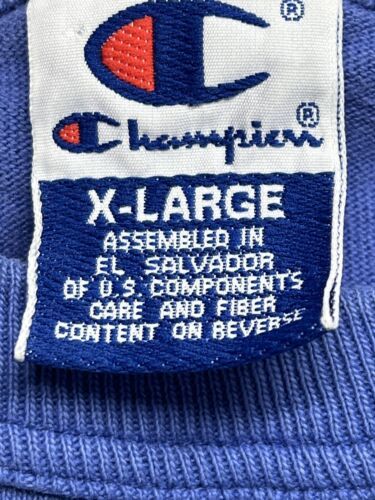 ®
Champion®
X-LARGE
ASSEMBLED IN
EL SALVADOR
OF U.S. COMPONENTS
CARE AND FIBER
CONTENT ON REVERSE